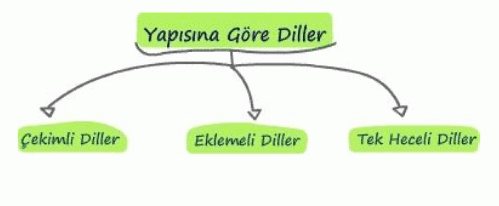 Yapısına Göre Diller
Çekimli Diller
Eklemeli Diller
Tek Heceli Diller